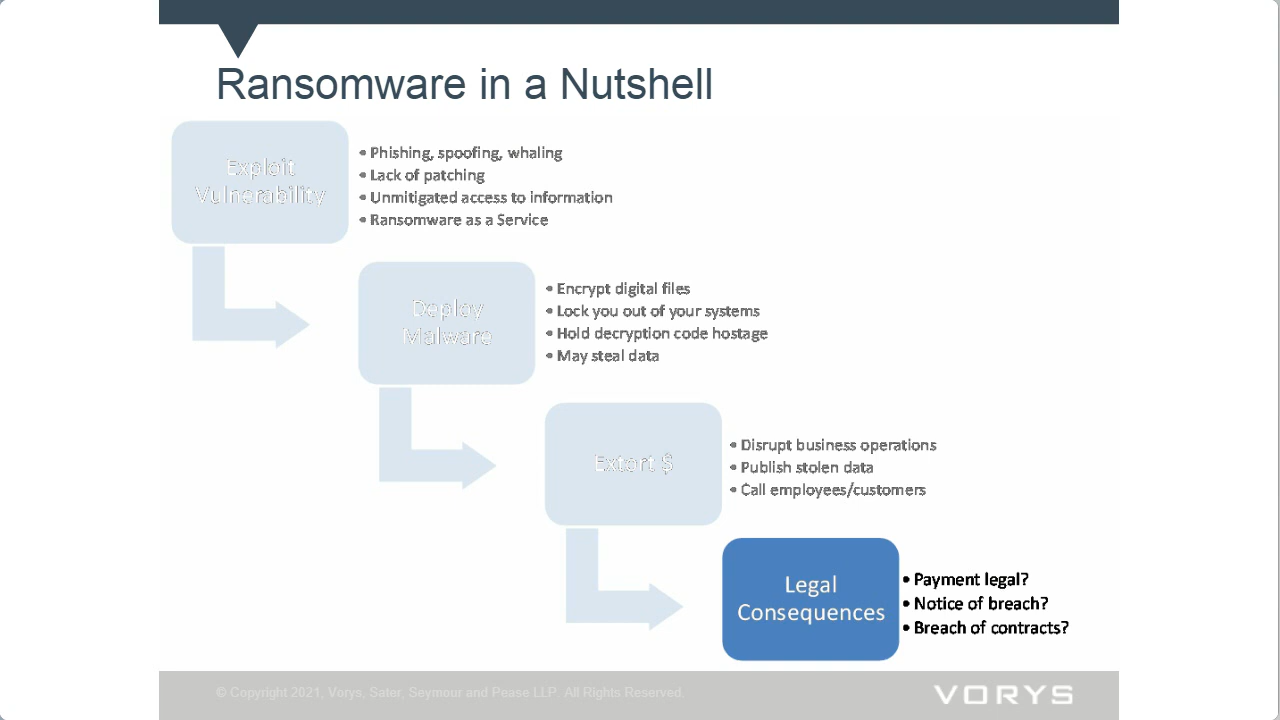 Ransomware in a Nutshell
Exploit
Vulnerability
• Phishing, spoofing, whaling
• Lack of patching
• Unmitigated access to information
• Ransomware as a Service
Deploy
Malware
• Encrypt digital files
• Lock you out of your systems
• Hold decryption code hostage
• May steal data
Extort $
• Disrupt business operations
• Publish stolen data
• Call employees/customers
Legal
Consequences
• Payment legal?
• Notice of breach?
• Breach of contracts?
© Copyright 2021, Vorys, Sater, Seymour and Pease LLP. All Rights Reserved.
VORYS